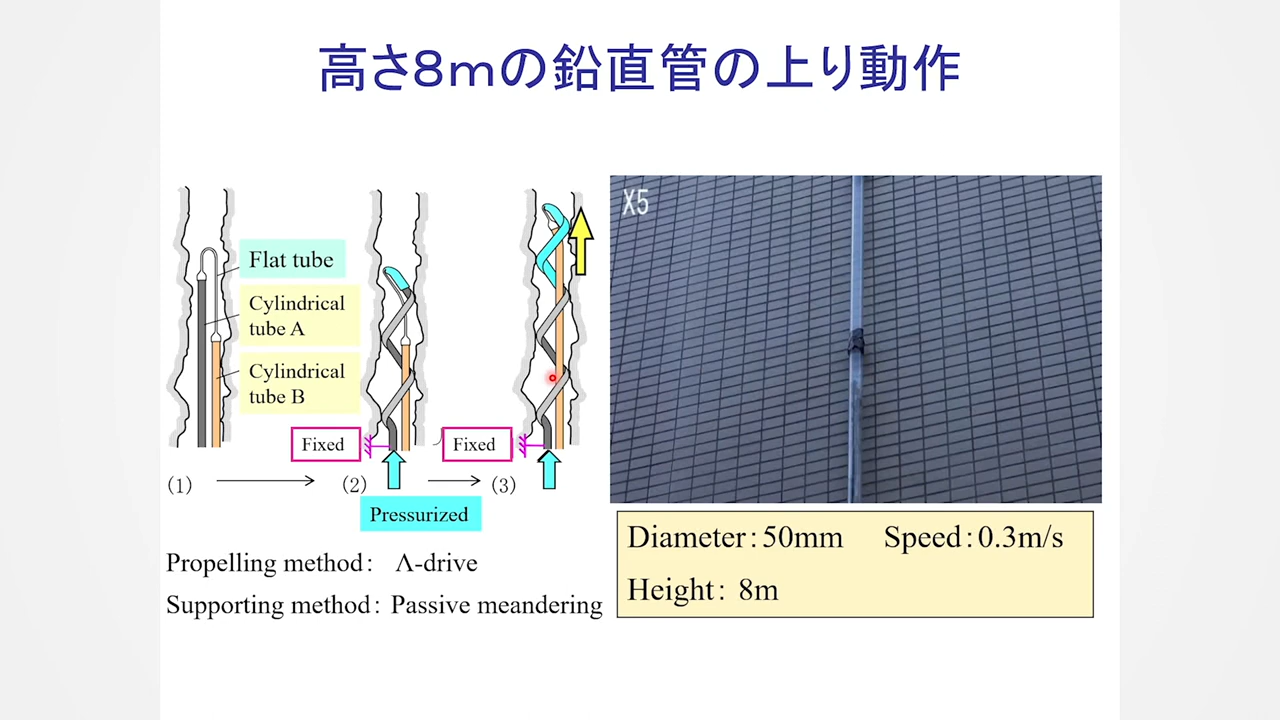 高さ８ｍの鉛直管の上り動作
Flat tube
Cylindrical
tube A
Cylindrical
tube B
Fixed
Fixed
(1)
(2)
(3)
Pressurized
Propelling method: Λ-drive
Supporting method: Passive meandering
X5
Diameter:50mm Speed:0.3m/s
Height: 8m